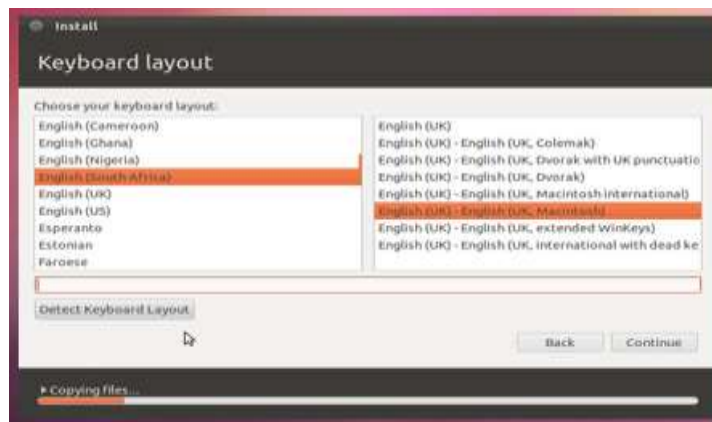 Install
Keyboard layout
Choose your keyboard layout:
English (Cameroon)
English (Ghana)
English (Nigeria)
English (South Africa)
English (UK)
English (US)
Esperanto
Estonian
Faroese
English (UK)
English (UK) - English (UK, Colemak)
English (UK) - English (UK, Dvorak with UK punctuatio
English (UK) - English (UK, Dvorak)
English (UK) - English (UK, Macintosh international)
English (UK) - English (UK, Macintosh)
English (UK) - English (UK, extended WinKeys)
English (UK) - English (UK, international with dead ke
Detect Keyboard Layout
Back
Continue
Copying files...